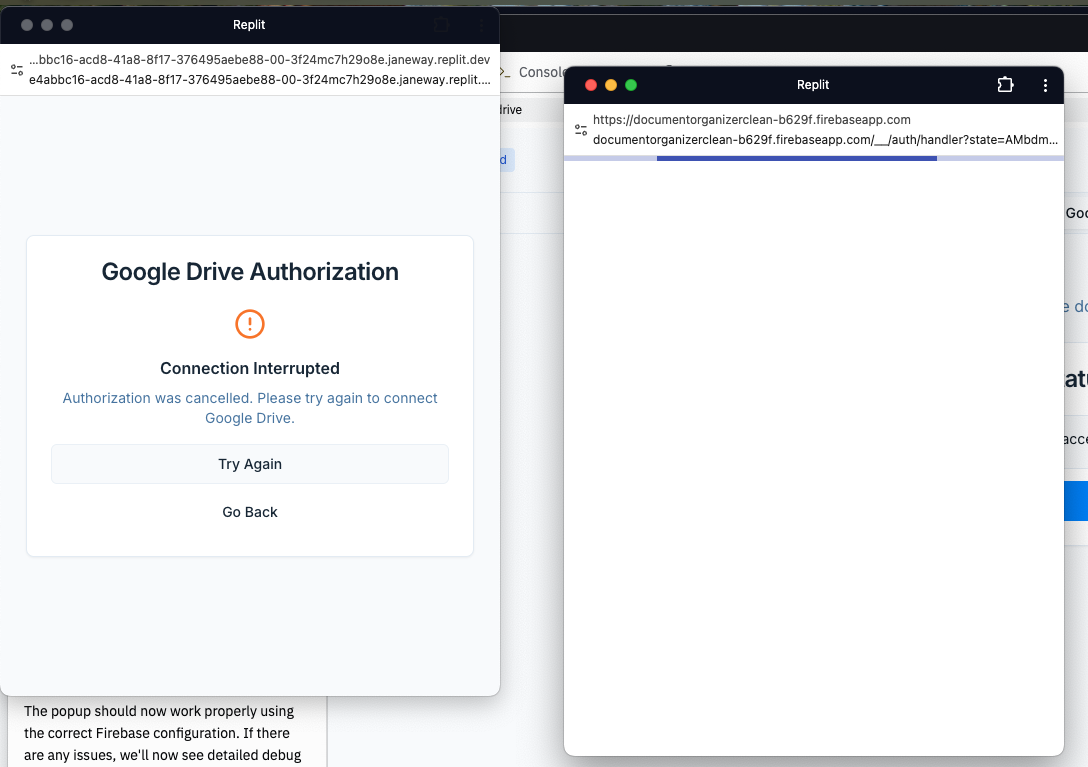 Replit
...bbc16-acd8-41a8-8f17-376495aebe88-00-3f24mc7h29o8e.janeway.replit.dev
e4abbc16-acd8-41a8-8f17-376495aebe88-00-3f24mc7h29o8e.janeway.replit....
Google Drive Authorization
Connection Interrupted
Authorization was cancelled. Please try again to connect
Google Drive.
Try Again
Go Back
The popup should now work properly using
the correct Firebase configuration. If there
are any issues, we'll now see detailed debug
Console
drive
d
Replit
https://documentorganizerclean-b629f.firebaseapp.com
documentorganizerclean-b629f.firebaseapp.com/__/auth/handler?state=AMbdm...
Goo
e do
atu
acce